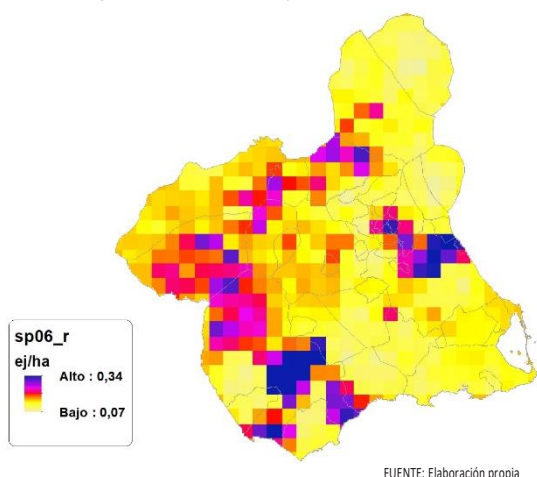 sp06_r
ej/ha
Alto : 0,34
Bajo : 0,07
FUENTE: Elaboración propia